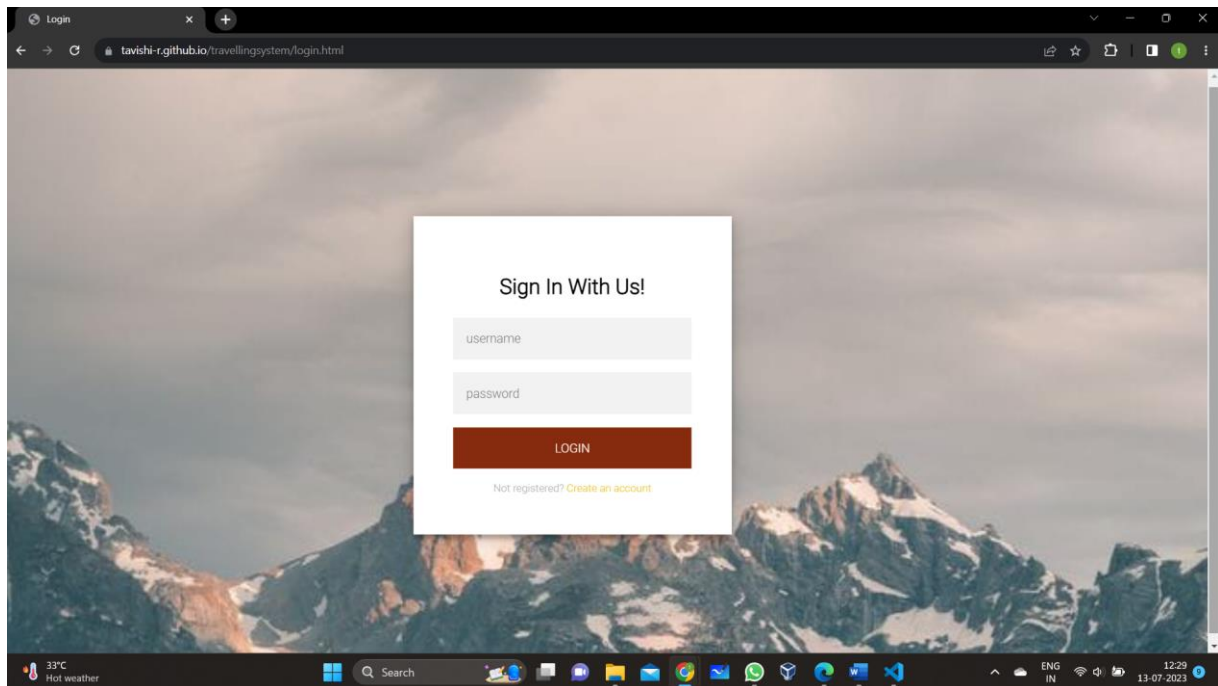 Login
tavishi-r.github.io/travellingsystem/login.html
Sign In With Us!
username
password
LOGIN
Not registered? Create an account
33°C
Hot weather
Search
ENG
IN
12:29
13-07-2023